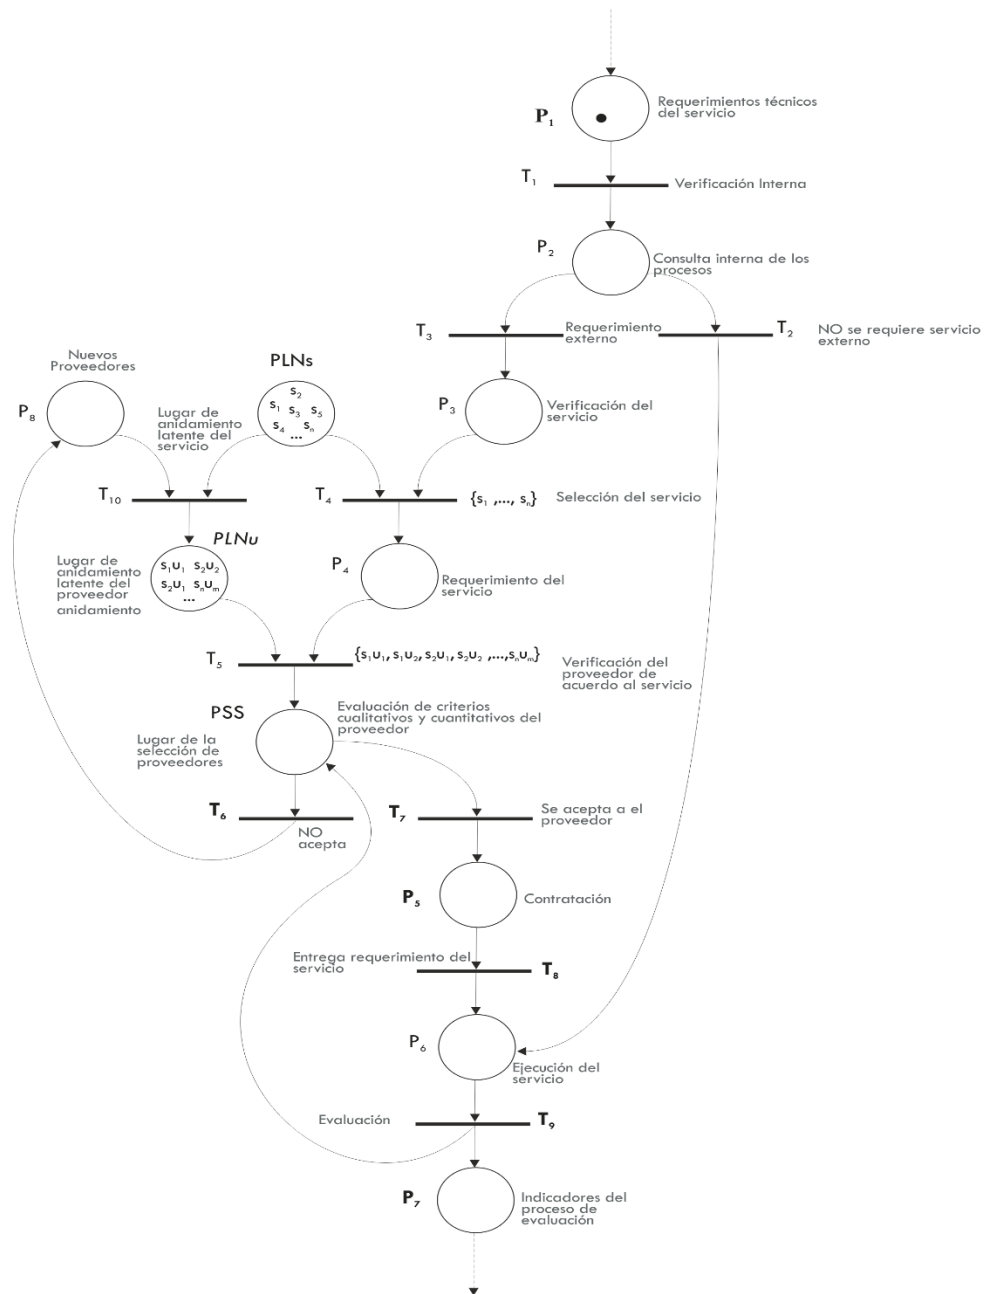 Requerimientos técnicos
del servicio
P₁
T₁
Verificación Interna
P₂
Consulta interna de los
procesos
T₃
Requerimiento
externo
T₂
NO se requiere servicio
externo
Nuevos
Proveedores
P₈
PLNs
s₂
s₁ s₃ s₅
s₄ ... sₙ
Lugar de
anidamiento
latente del
servicio
P₃
Verificación del
servicio
T₁₀
T₄
{s₁ ,..., sₙ}
Selección del servicio
PLNu
Lugar de
anidamiento
latente del
proveedor
anidamiento
s₁u₁ s₂u₂
s₂u₁ sₙuₘ
...
P₄
Requerimiento del
servicio
T₅
{s₁u₁, s₁u₂, s₂u₁, s₂u₂ ,...,sₙuₘ}
Verificación del
proveedor de
acuerdo al servicio
PSS
Evaluación de criterios
cualitativos y cuantitativos del
proveedor
Lugar de la
selección de
proveedores
T₆
NO
acepta
T₇
Se acepta a el
proveedor
P₅
Contratación
Entrega requerimiento del
servicio
T₈
P₆
Ejecución del
servicio
Evaluación
T₉
P₇
Indicadores del
proceso de
evaluación